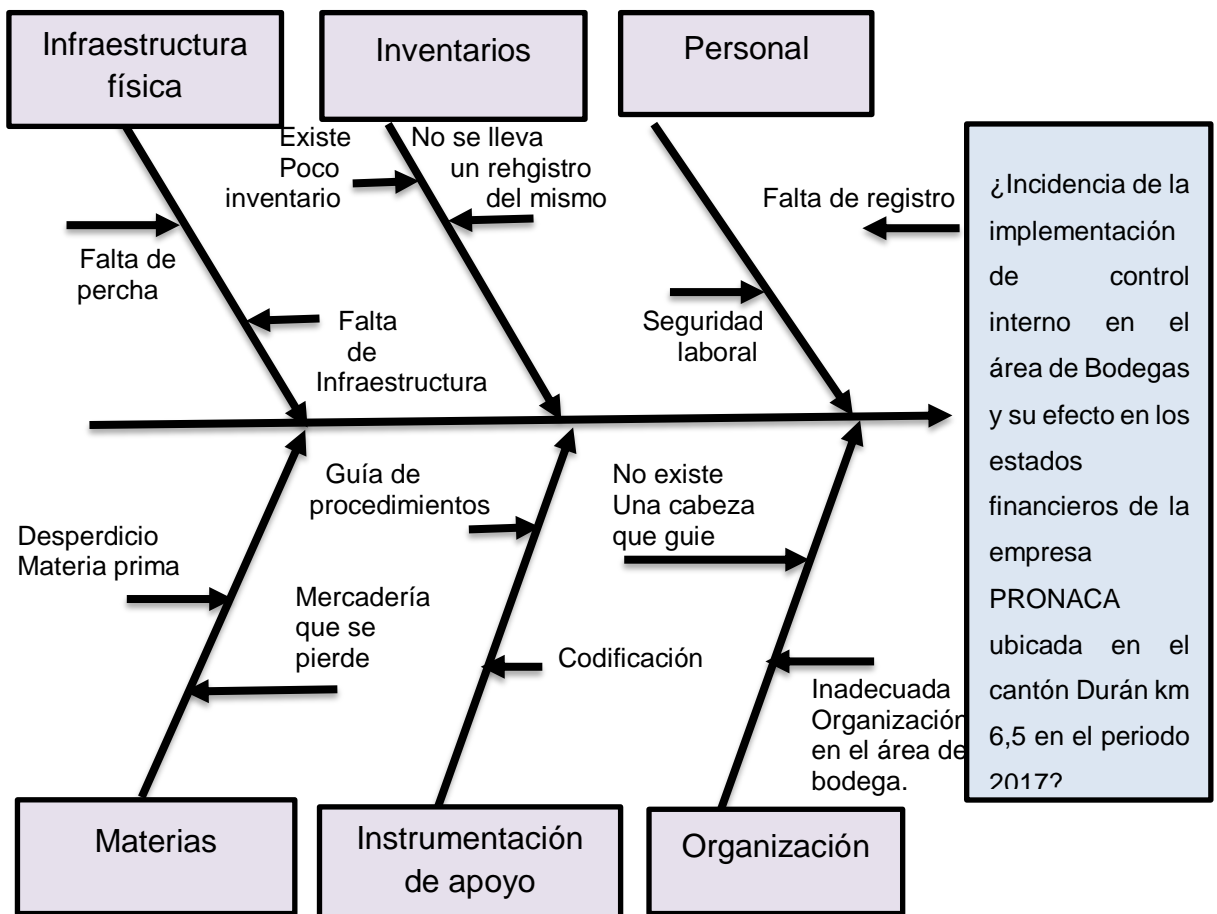 Infraestructura
física
Inventarios
Personal
Existe
Poco
inventario
No se lleva
un rehgistro
del mismo
Falta de registro
Falta de
percha
Falta
de
Infraestructura
Seguridad
laboral
¿Incidencia de la
implementación
de control
interno en el
área de Bodegas
y su efecto en los
estados
financieros de la
empresa
PRONACA
ubicada en el
cantón Durán km
6,5 en el periodo
2017?
Guía de
procedimientos
No existe
Una cabeza
que guie
Desperdicio
Materia prima
Mercadería
que se
pierde
Codificación
Inadecuada
Organización
en el área de
bodega.
Materias
Instrumentación
de apoyo
Organización